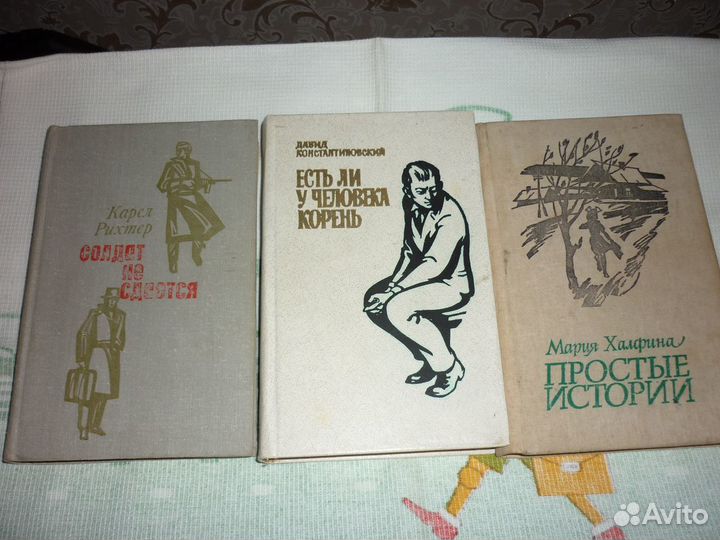 Карел
Рихтер
СОЛДАТ
НЕ
СДАЕТСЯ
ДАВИД
КОНСТАНТИНОВСКИЙ
ЕСТЬ ЛИ
У ЧЕЛОВЕКА
КОРЕНЬ
Мария Халфина
ПРОСТЫЕ
ИСТОРИИ
Avito